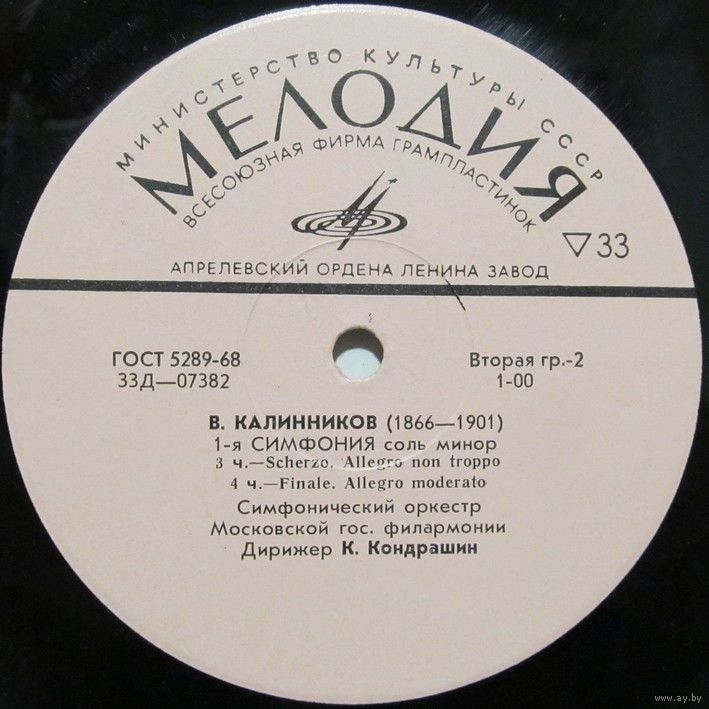 МИНИСТЕРСТВО КУЛЬТУРЫ СССР
МЕЛОДИЯ
ВСЕСОЮЗНАЯ ФИРМА ГРАМПЛАСТИНОК
▽33
АПРЕЛЕВСКИЙ ОРДЕНА ЛЕНИНА ЗАВОД
ГОСТ 5289-68
Вторая гр.-2
33Д—07382
1-00
В. КАЛИННИКОВ (1866—1901)
1-я СИМФОНИЯ соль минор
3 ч.—Scherzo. Allegro non troppo
4 ч.—Finale. Allegro moderato
Симфонический оркестр
Московской гос. филармонии
Дирижер К. Кондрашин
www.ay.by